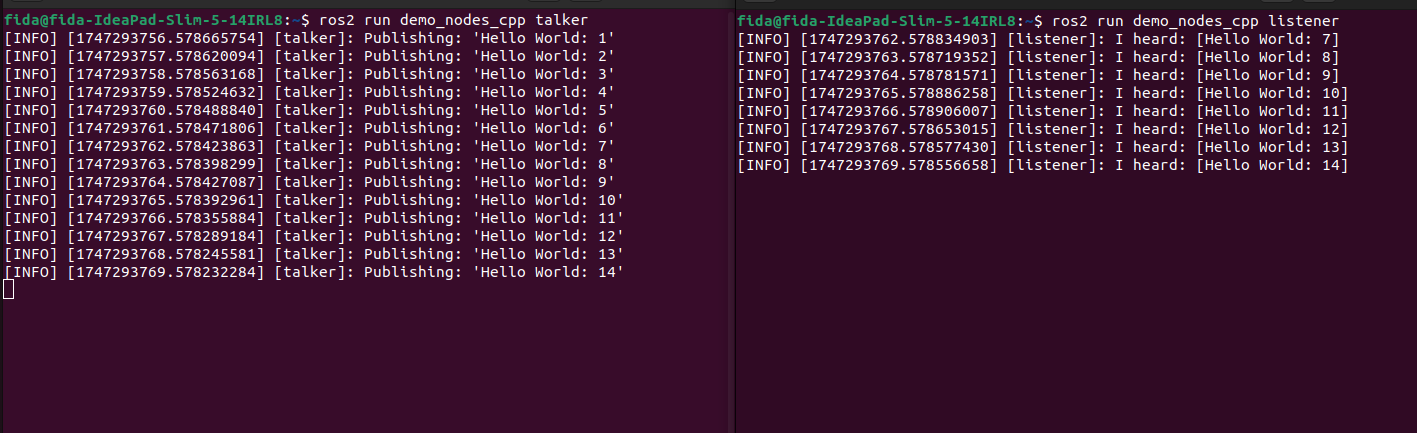 fida@fida-IdeaPad-Slim-5-14IRL8:~$ ros2 run demo_nodes_cpp talker
[INFO] [1747293756.578665754] [talker]: Publishing: 'Hello World: 1'
[INFO] [1747293757.578620094] [talker]: Publishing: 'Hello World: 2'
[INFO] [1747293758.578563168] [talker]: Publishing: 'Hello World: 3'
[INFO] [1747293759.578524632] [talker]: Publishing: 'Hello World: 4'
[INFO] [1747293760.578488840] [talker]: Publishing: 'Hello World: 5'
[INFO] [1747293761.578471806] [talker]: Publishing: 'Hello World: 6'
[INFO] [1747293762.578423863] [talker]: Publishing: 'Hello World: 7'
[INFO] [1747293763.578398299] [talker]: Publishing: 'Hello World: 8'
[INFO] [1747293764.578427087] [talker]: Publishing: 'Hello World: 9'
[INFO] [1747293765.578392961] [talker]: Publishing: 'Hello World: 10'
[INFO] [1747293766.578355884] [talker]: Publishing: 'Hello World: 11'
[INFO] [1747293767.578289184] [talker]: Publishing: 'Hello World: 12'
[INFO] [1747293768.578245581] [talker]: Publishing: 'Hello World: 13'
[INFO] [1747293769.578232284] [talker]: Publishing: 'Hello World: 14'
fida@fida-IdeaPad-Slim-5-14IRL8:~$ ros2 run demo_nodes_cpp listener
[INFO] [1747293762.578834903] [listener]: I heard: [Hello World: 7]
[INFO] [1747293763.578719352] [listener]: I heard: [Hello World: 8]
[INFO] [1747293764.578781571] [listener]: I heard: [Hello World: 9]
[INFO] [1747293765.578886258] [listener]: I heard: [Hello World: 10]
[INFO] [1747293766.578906007] [listener]: I heard: [Hello World: 11]
[INFO] [1747293767.578653015] [listener]: I heard: [Hello World: 12]
[INFO] [1747293768.578577430] [listener]: I heard: [Hello World: 13]
[INFO] [1747293769.578556658] [listener]: I heard: [Hello World: 14]